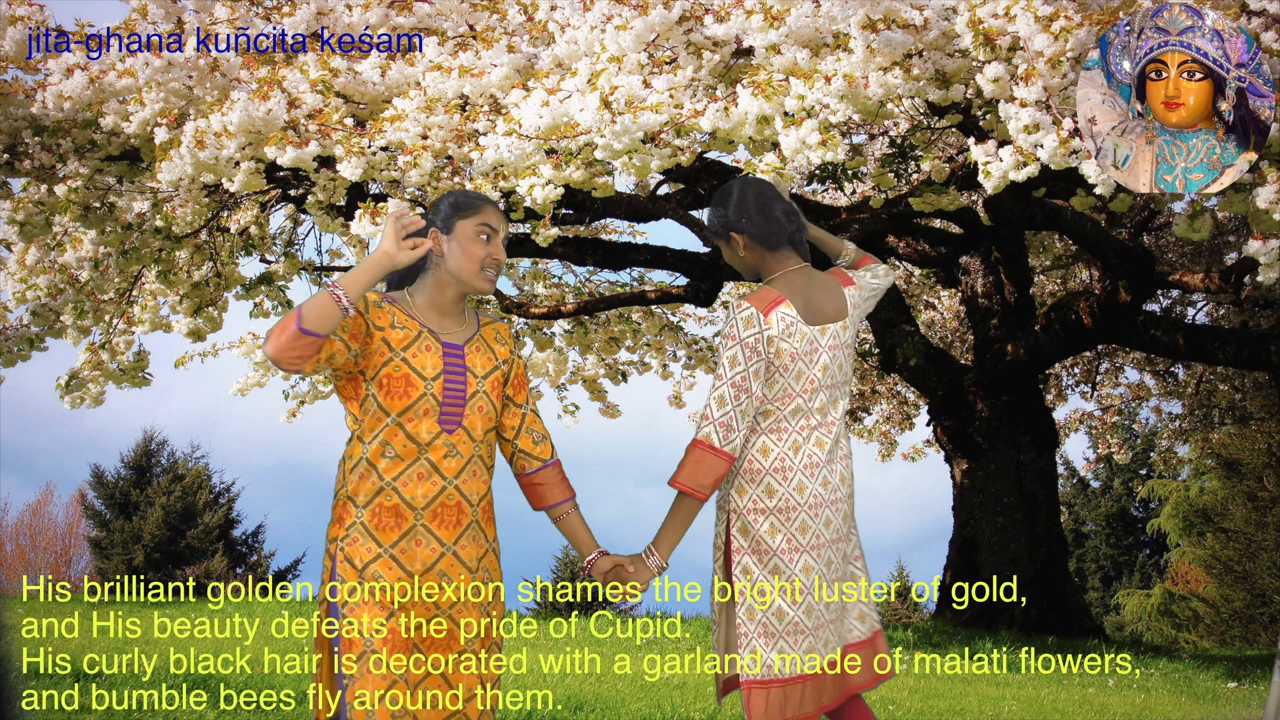 jita-ghana kuñcita keśam
His brilliant golden complexion shames the bright luster of gold,
and His beauty defeats the pride of Cupid.
His curly black hair is decorated with a garland made of malati flowers,
and bumble bees fly around them.